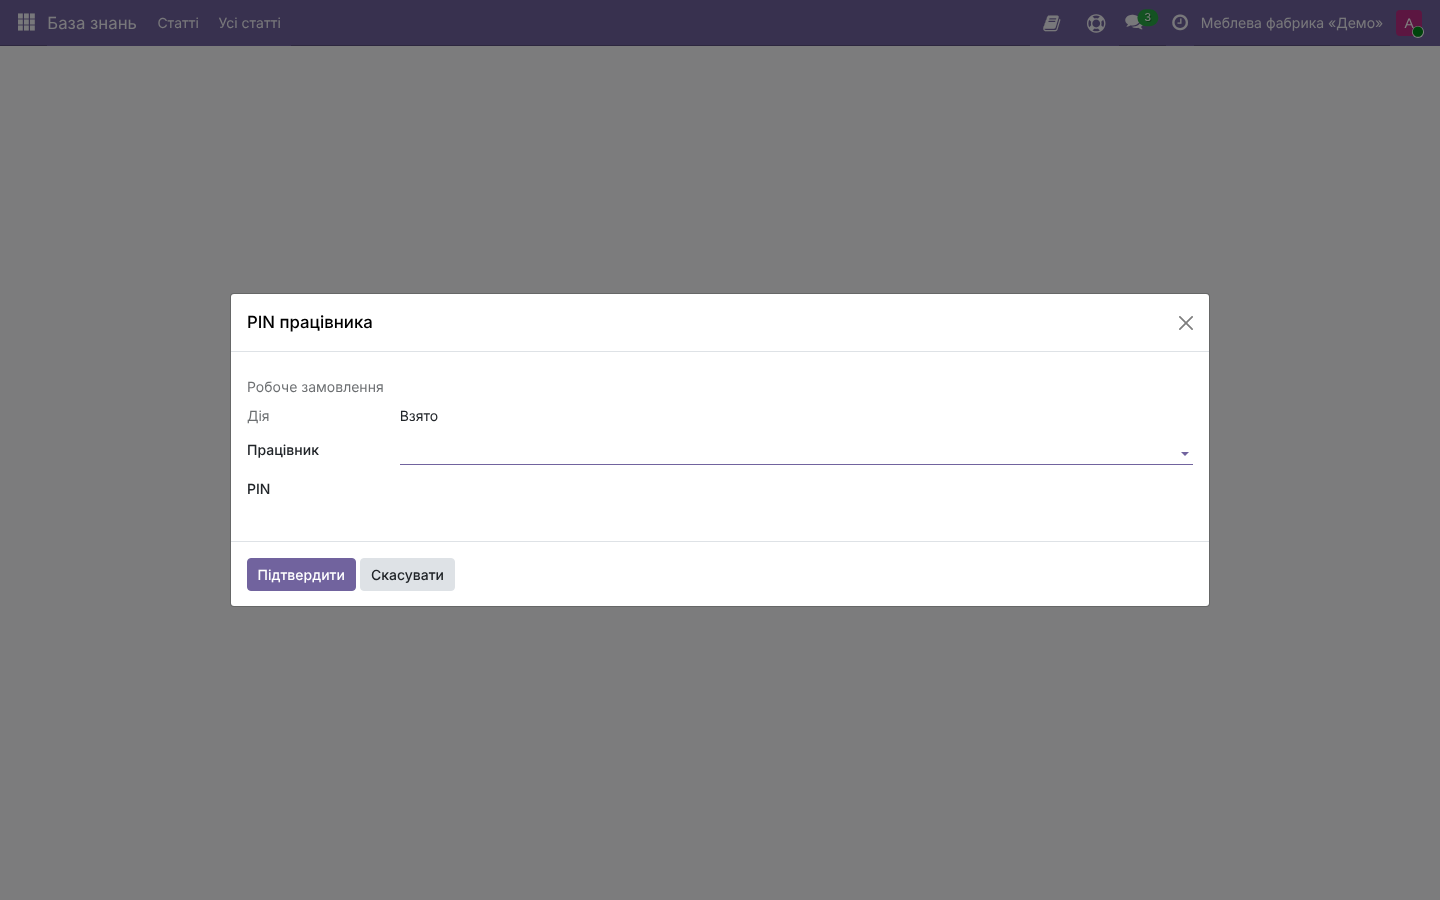 База знань Статті Усі статті 3 Меблева фабрика «Демо» A
PIN працівника
Робоче замовлення
Дія Взято
Працівник
PIN
Підтвердити Скасувати